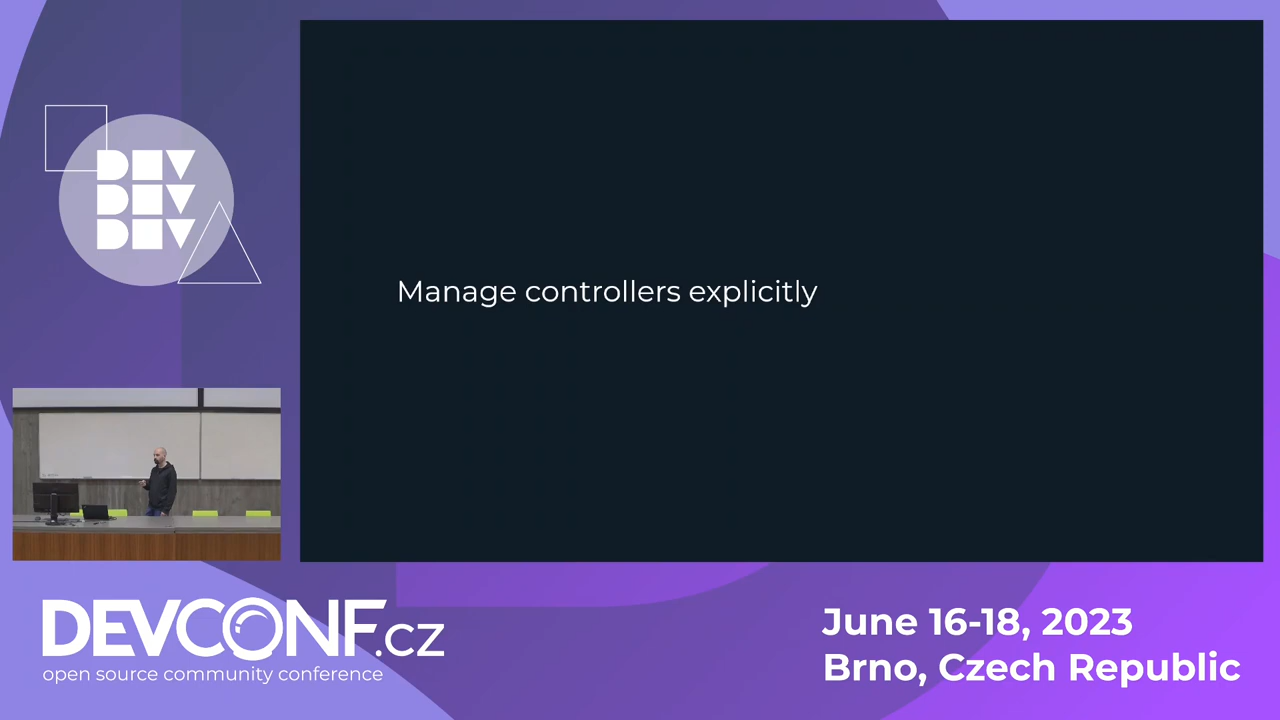 DEV
DEV
DEV
Manage controllers explicitly
DEVCONF.cz
open source community conference
June 16-18, 2023
Brno, Czech Republic